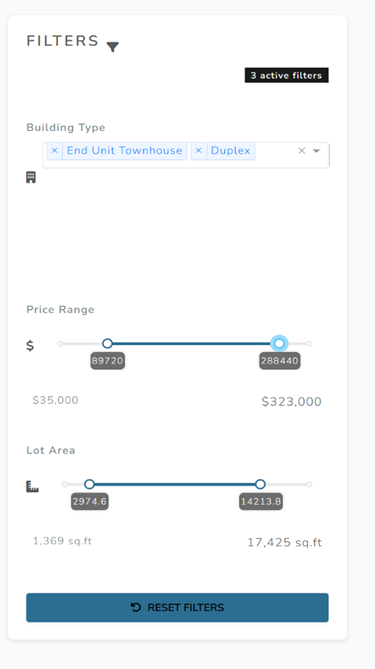 FILTERS
3 active filters
Building Type
× End Unit Townhouse × Duplex ×
Price Range
$
89720 288440
$35,000 $323,000
Lot Area
2974.6 14213.8
1,369 sq.ft 17,425 sq.ft
RESET FILTERS